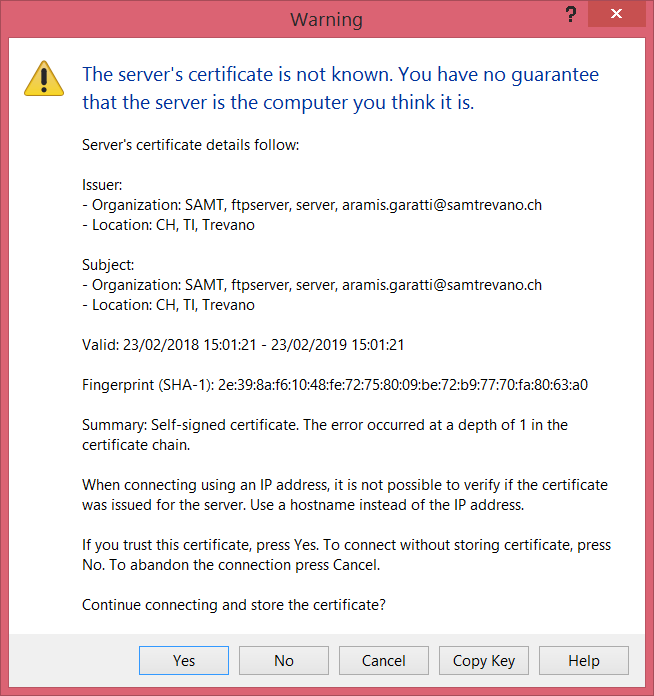 Warning
?
The server's certificate is not known. You have no guarantee
that the server is the computer you think it is.
Server's certificate details follow:
Issuer:
- Organization: SAMT, ftpserver, server, aramis.garatti@samtrevano.ch
- Location: CH, TI, Trevano
Subject:
- Organization: SAMT, ftpserver, server, aramis.garatti@samtrevano.ch
- Location: CH, TI, Trevano
Valid: 23/02/2018 15:01:21 - 23/02/2019 15:01:21
Fingerprint (SHA-1): 2e:39:8a:f6:10:48:fe:72:75:80:09:be:72:b9:77:70:fa:80:63:a0
Summary: Self-signed certificate. The error occurred at a depth of 1 in the
certificate chain.
When connecting using an IP address, it is not possible to verify if the certificate
was issued for the server. Use a hostname instead of the IP address.
If you trust this certificate, press Yes. To connect without storing certificate, press
No. To abandon the connection press Cancel.
Continue connecting and store the certificate?
Yes
No
Cancel
Copy Key
Help